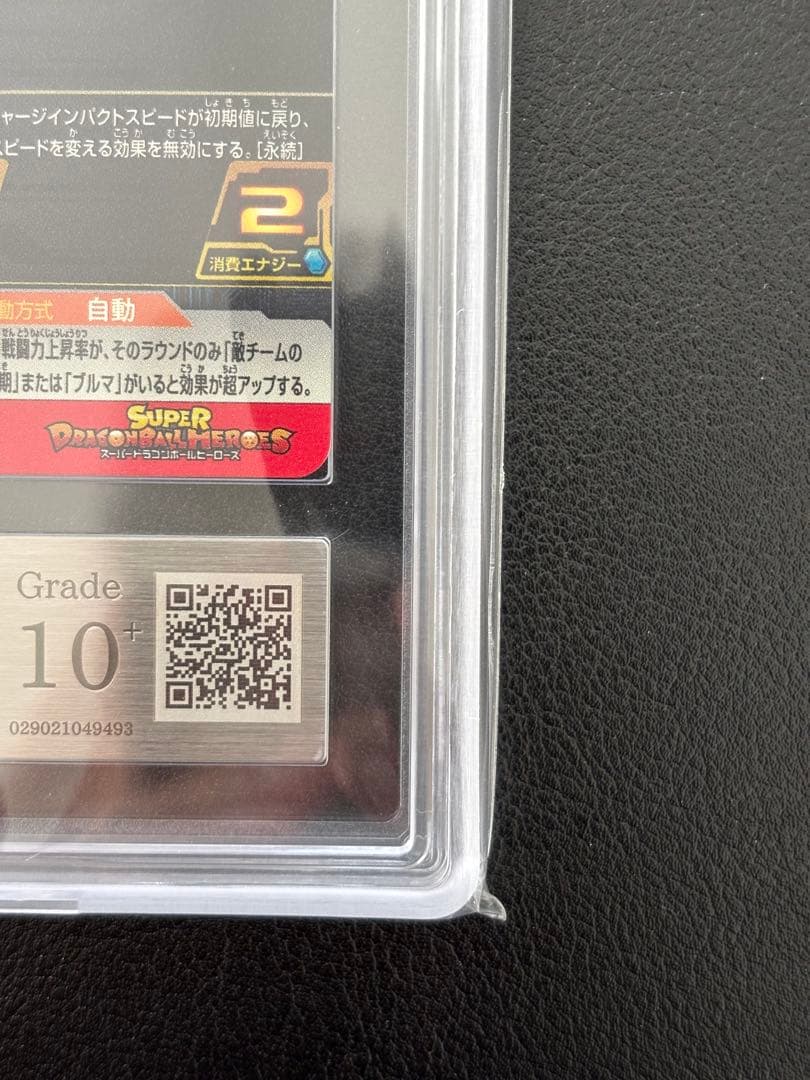 ャージインパクトスピードが初期値に戻り、
スピードを変える効果を無効にする。[永続]
2
消費エナジー
動方式 自動
戦闘力上昇率が、そのラウンドのみ「敵チームの
期」または「ブルマ」がいると効果が超アップする。
SUPER
DRAGONBALL HEROES
スーパードラゴンボールヒーローズ
Grade
10+
029021049493